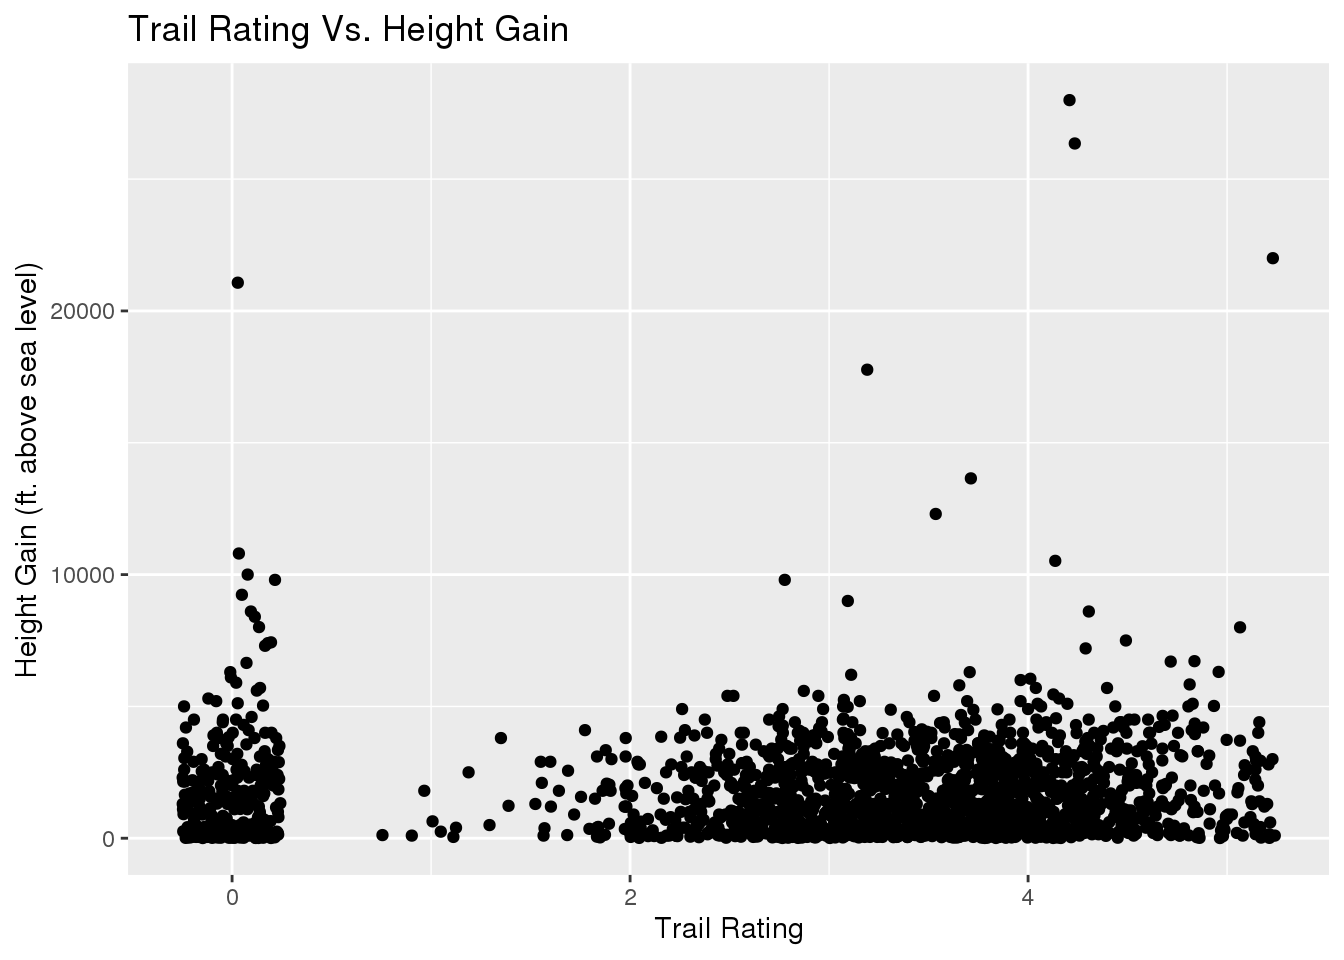 Trail Rating Vs. Height Gain
Height Gain (ft. above sea level)
20000
10000
0
0 2 4
Trail Rating